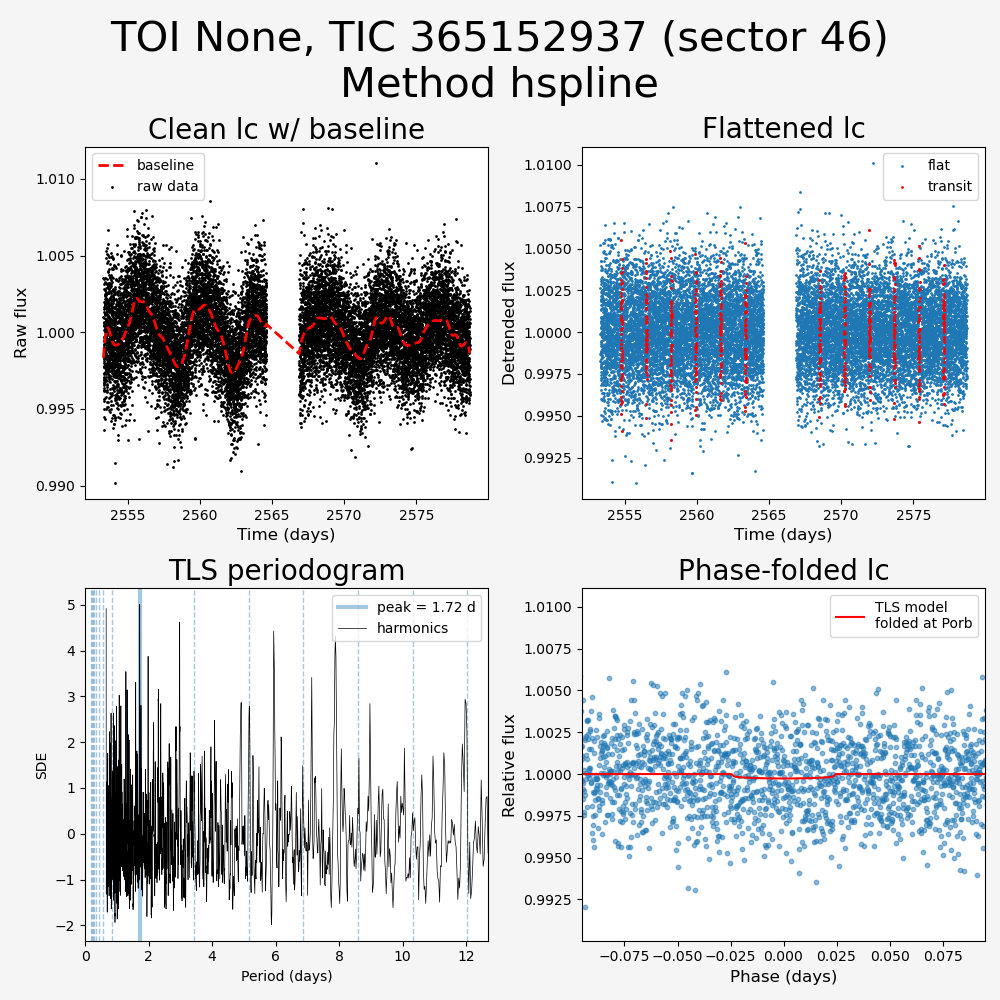 TOI None, TIC 365152937 (sector 46)
Method hspline
Clean lc w/ baseline
baseline
raw data
1.010
1.005
1.000
0.995
0.990
Raw flux
2555
2560
2565
2570
2575
Time (days)
Flattened lc
flat
transit
1.0100
1.0075
1.0050
1.0025
1.0000
0.9975
0.9950
0.9925
Detrended flux
2555
2560
2565
2570
2575
Time (days)
TLS periodogram
peak = 1.72 d
harmonics
5
4
3
2
1
0
−1
−2
SDE
0
2
4
6
8
10
12
Period (days)
Phase-folded lc
TLS model
folded at Porb
1.0100
1.0075
1.0050
1.0025
1.0000
0.9975
0.9950
0.9925
Relative flux
−0.075
−0.050
−0.025
0.000
0.025
0.050
0.075
Phase (days)